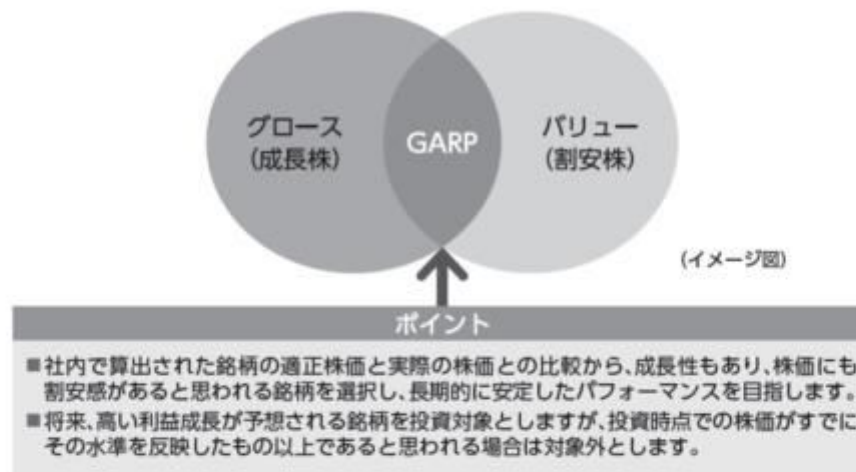 グロース
(成長株)
GARP
バリュー
(割安株)
(イメージ図)
ポイント
■社内で算出された銘柄の適正株価と実際の株価との比較から、成長性もあり、株価にも
割安感があると思われる銘柄を選択し、長期的に安定したパフォーマンスを目指します。
■将来、高い利益成長が予想される銘柄を投資対象としますが、投資時点での株価がすでに
その水準を反映したもの以上であると思われる場合は対象外とします。